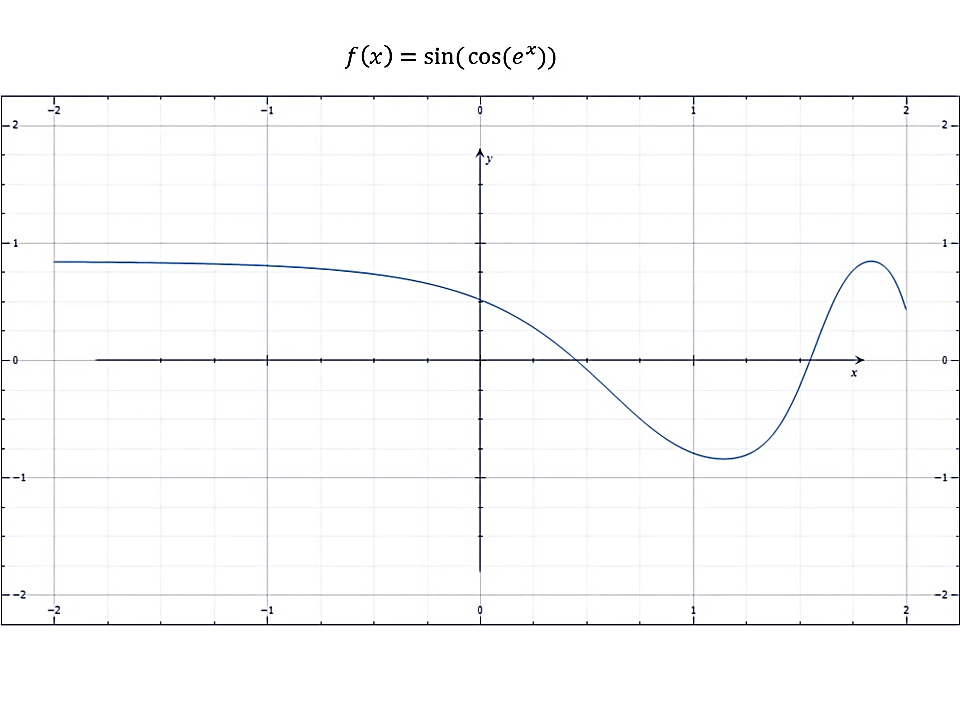 f(x) = sin(cos(e^x))
−2 −1 0 1 2
2 2
y
1 1
0 0
x
−1 −1
−2 −2
−2 −1 0 1 2